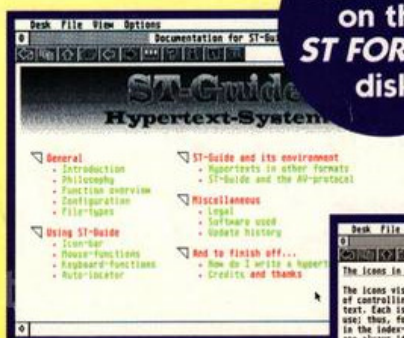 on th
ST FOR
disk
Desk File View Options
Documentation for ST-Gui
ST-Guide
Hypertext-System
General
• Introduction
• Philosophy
• Function overview
• Configuration
• File-types
Using ST-Guide
• Icon-bar
• Mouse-functions
• Keyboard-functions
• Auto-locator
ST-Guide and its environment
• Hypertexts in other formats
• ST-Guide and the AV-protocol
Miscellaneous
• Legal
• Software used
• Update history
And to finish off...
• How do I write a hypert
• Credits and thanks
Desk File
The icons in
The icons vis
of controllin
text. Each is
use; thus, fo
in the index-